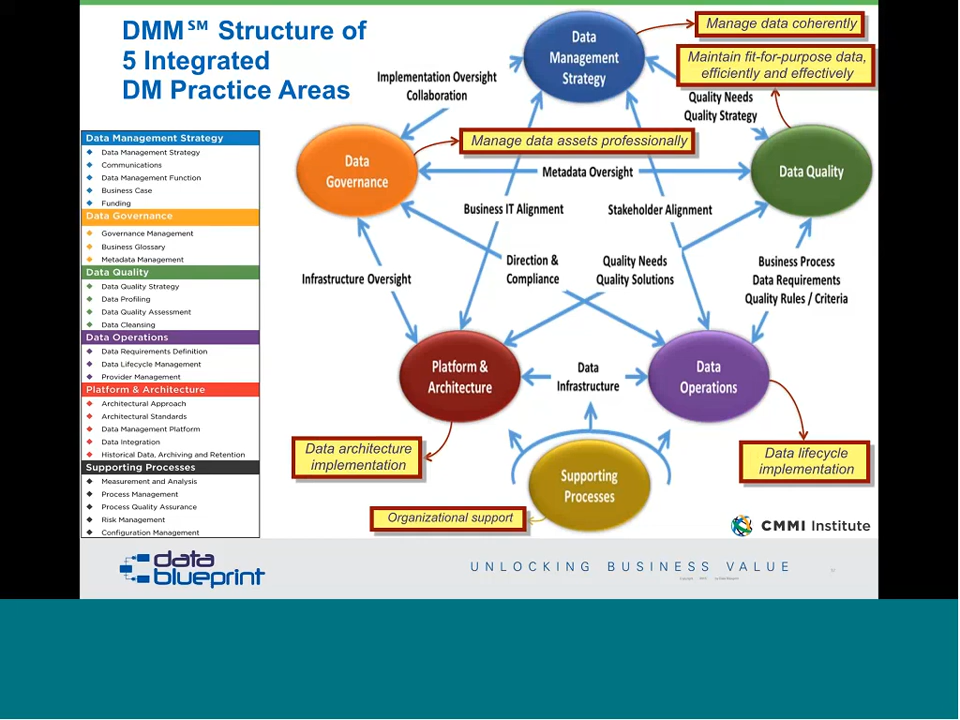 DMM℠ Structure of
5 Integrated
DM Practice Areas
Data Management Strategy
Data Management Strategy
Communications
Data Management Function
Business Case
Funding
Data Governance
Governance Management
Business Glossary
Metadata Management
Data Quality
Data Quality Strategy
Data Profiling
Data Quality Assessment
Data Cleansing
Data Operations
Data Requirements Definition
Data Lifecycle Management
Provider Management
Platform & Architecture
Architectural Approach
Architectural Standards
Data Management Platform
Data Integration
Historical Data, Archiving and Retention
Supporting Processes
Measurement and Analysis
Process Management
Process Quality Assurance
Risk Management
Configuration Management
Data
Management
Strategy
Manage data coherently
Maintain fit-for-purpose data,
efficiently and effectively
Implementation Oversight
Collaboration
Quality Needs
Quality Strategy
Manage data assets professionally
Data
Governance
Metadata Oversight
Data Quality
Business IT Alignment
Stakeholder Alignment
Infrastructure Oversight
Direction &
Compliance
Quality Needs
Quality Solutions
Business Process
Data Requirements
Quality Rules / Criteria
Platform &
Architecture
Data
Infrastructure
Data
Operations
Data architecture
implementation
Data lifecycle
implementation
Supporting
Processes
Organizational support
CMMI Institute
data
blueprint
UNLOCKING BUSINESS VALUE